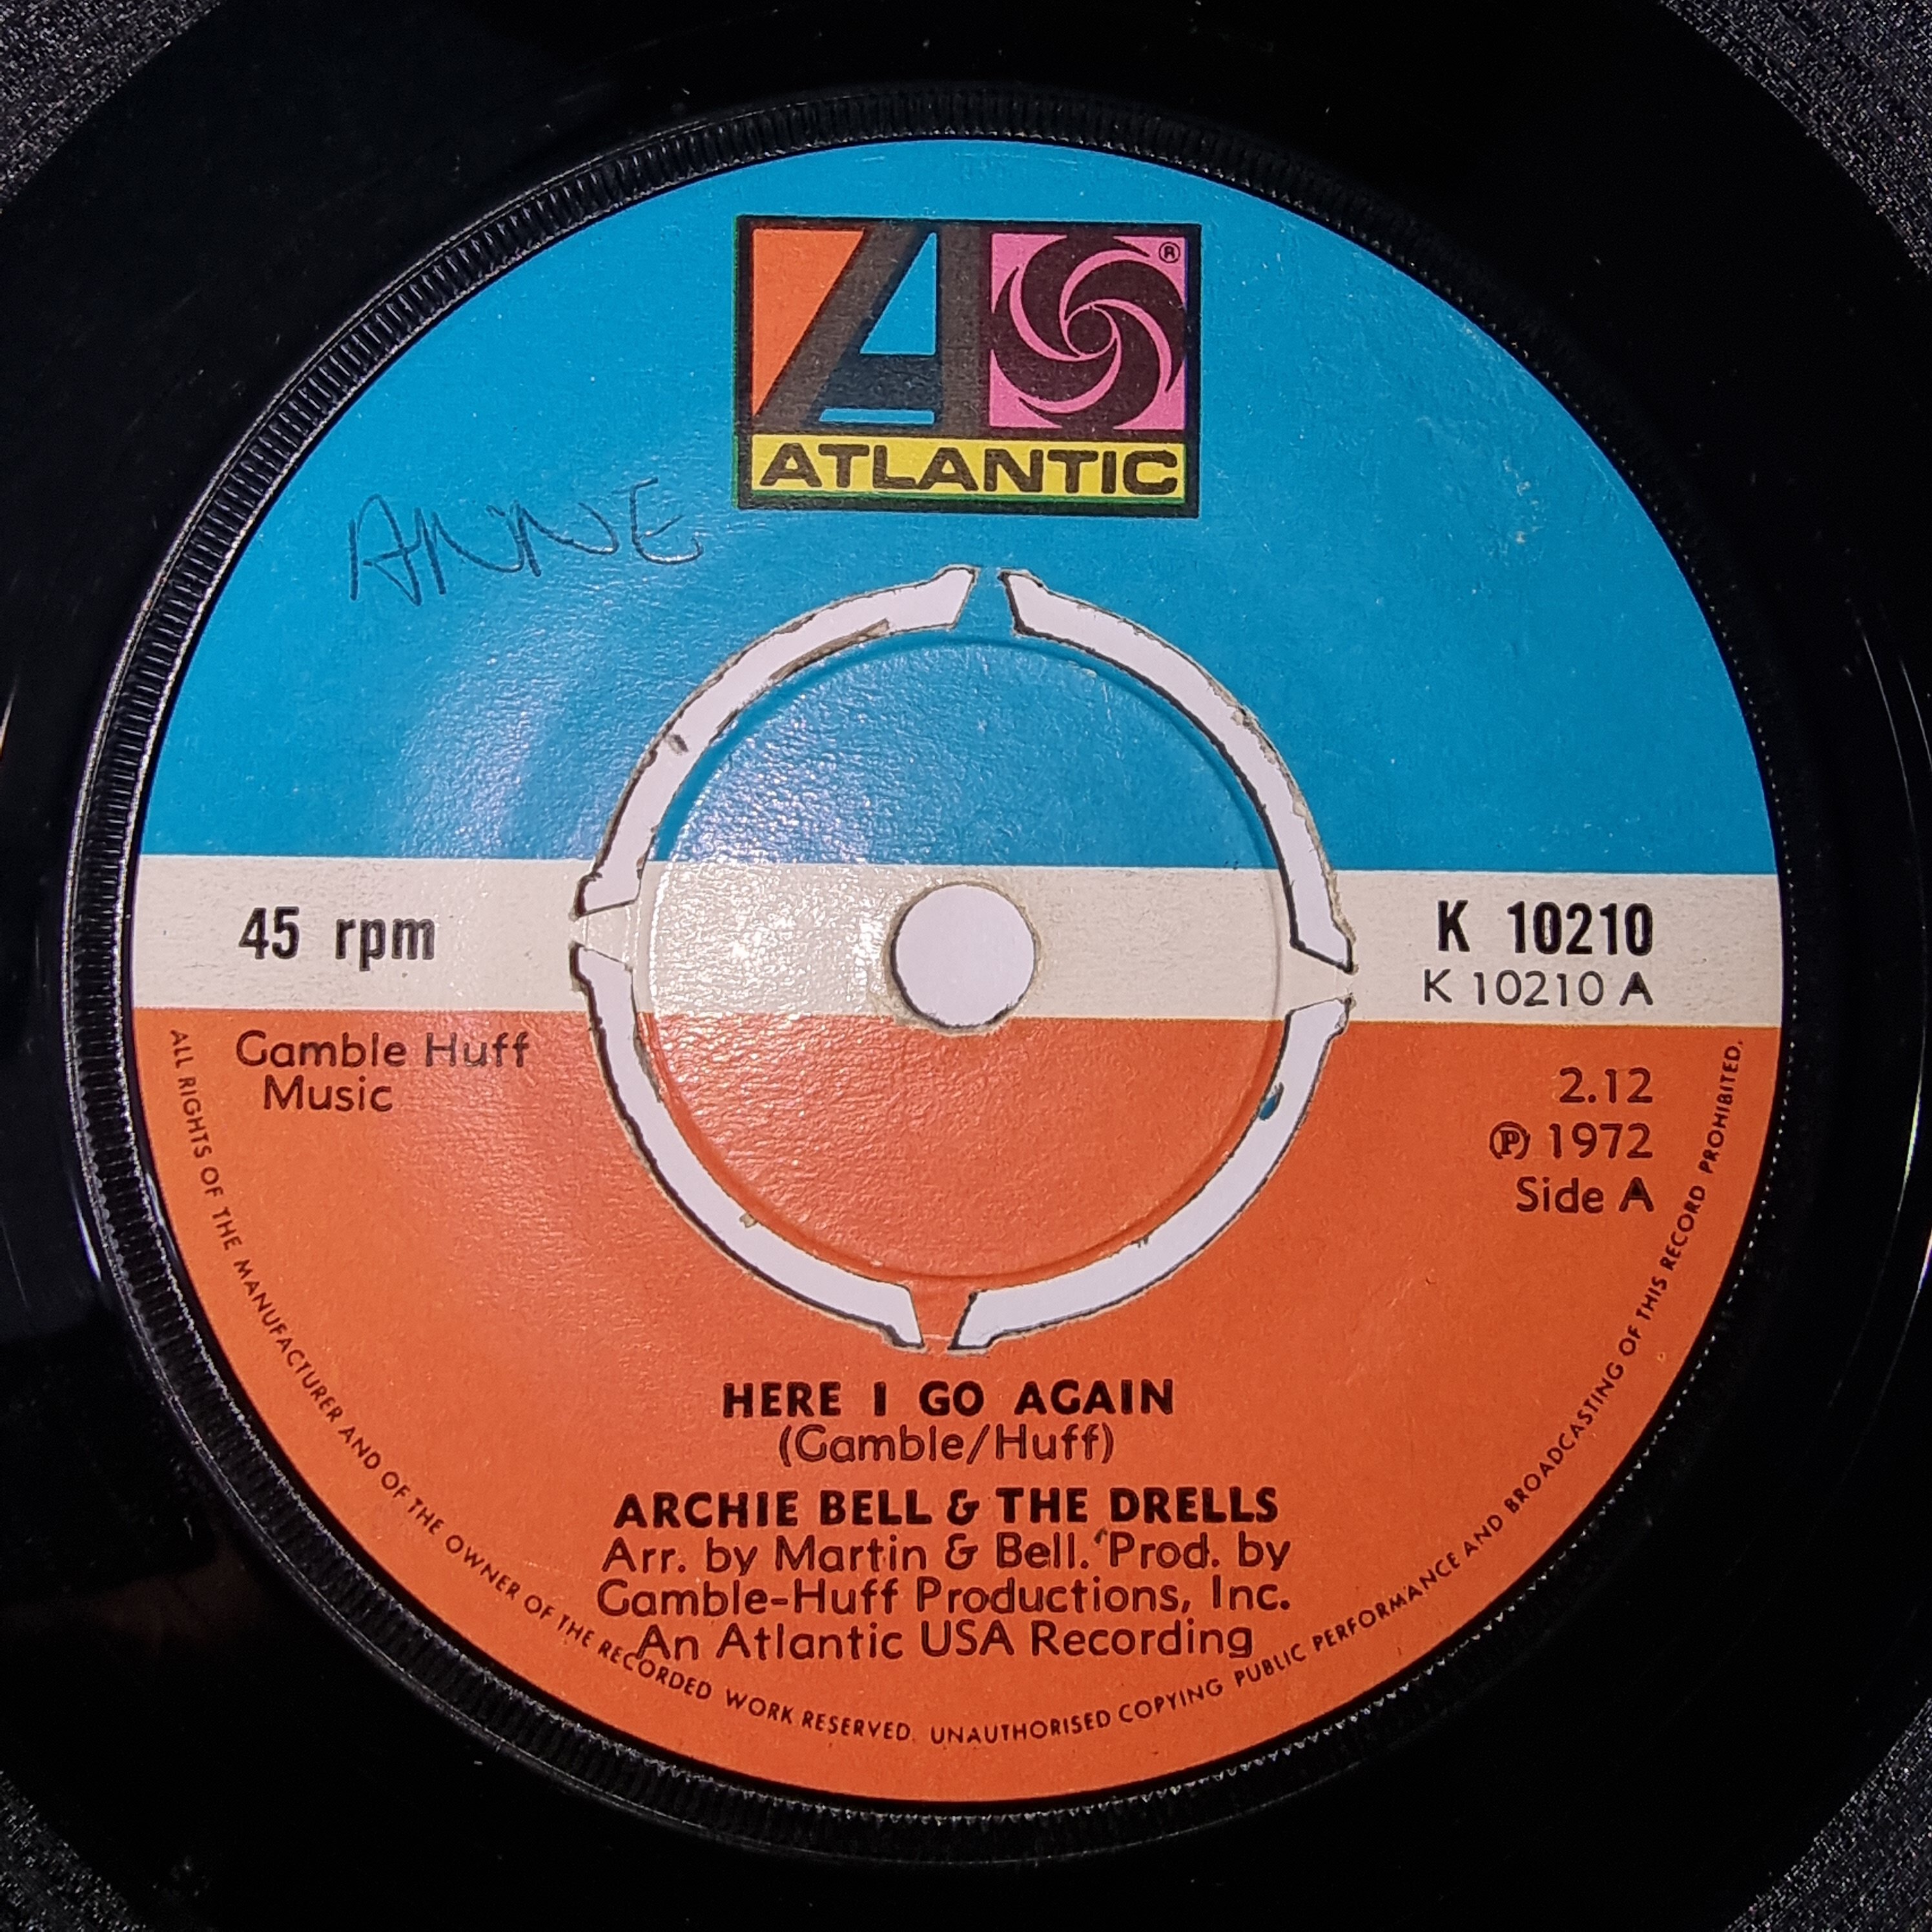 ®
ATLANTIC
ANNE
45 rpm
K 10210
K 10210 A
Gamble Huff
Music
2.12
Ⓟ 1972
Side A
HERE I GO AGAIN
(Gamble/Huff)
ARCHIE BELL & THE DRELLS
Arr. by Martin & Bell. Prod. by
Gamble-Huff Productions, Inc.
An Atlantic USA Recording
ALL RIGHTS OF THE MANUFACTURER AND OF THE OWNER OF THE RECORDED WORK RESERVED. UNAUTHORISED COPYING PUBLIC PERFORMANCE AND BROADCASTING OF THIS RECORD PROHIBITED.